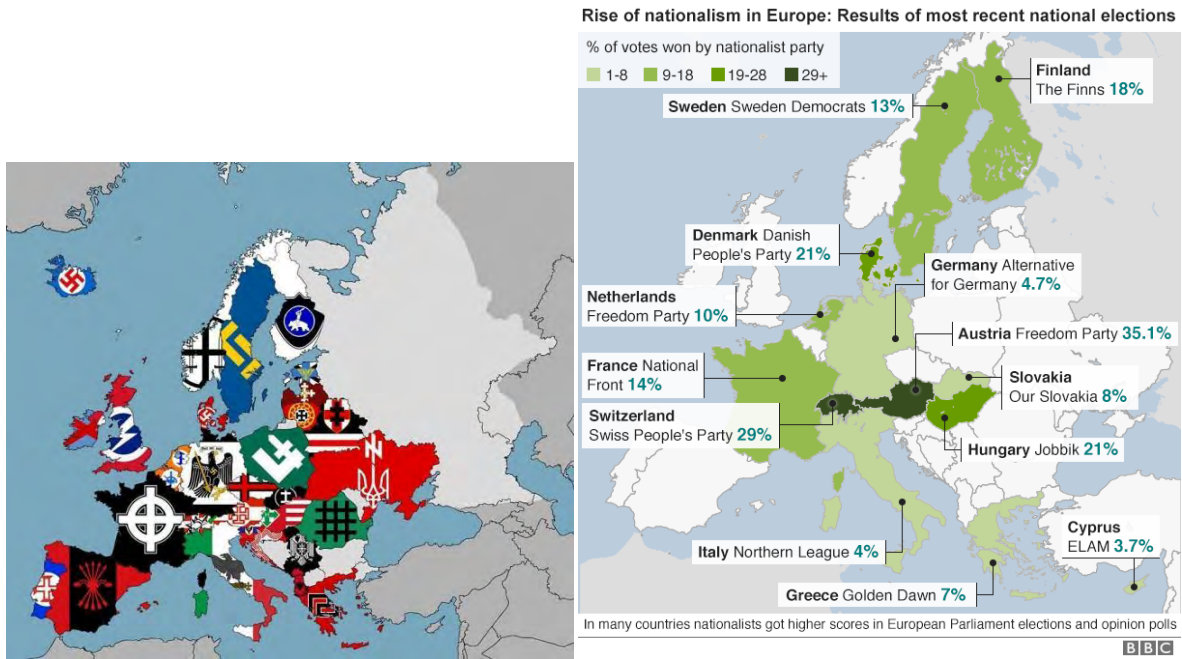 Rise of nationalism in Europe: Results of most recent national elections
% of votes won by nationalist party
1-8 9-18 19-28 29+
Finland
The Finns 18%
Sweden Sweden Democrats 13%
Denmark Danish
People's Party 21%
Germany Alternative
for Germany 4.7%
Netherlands
Freedom Party 10%
Austria Freedom Party 35.1%
France National
Front 14%
Slovakia
Our Slovakia 8%
Switzerland
Swiss People's Party 29%
Hungary Jobbik 21%
Cyprus
ELAM 3.7%
Italy Northern League 4%
Greece Golden Dawn 7%
In many countries nationalists got higher scores in European Parliament elections and opinion polls
BBC